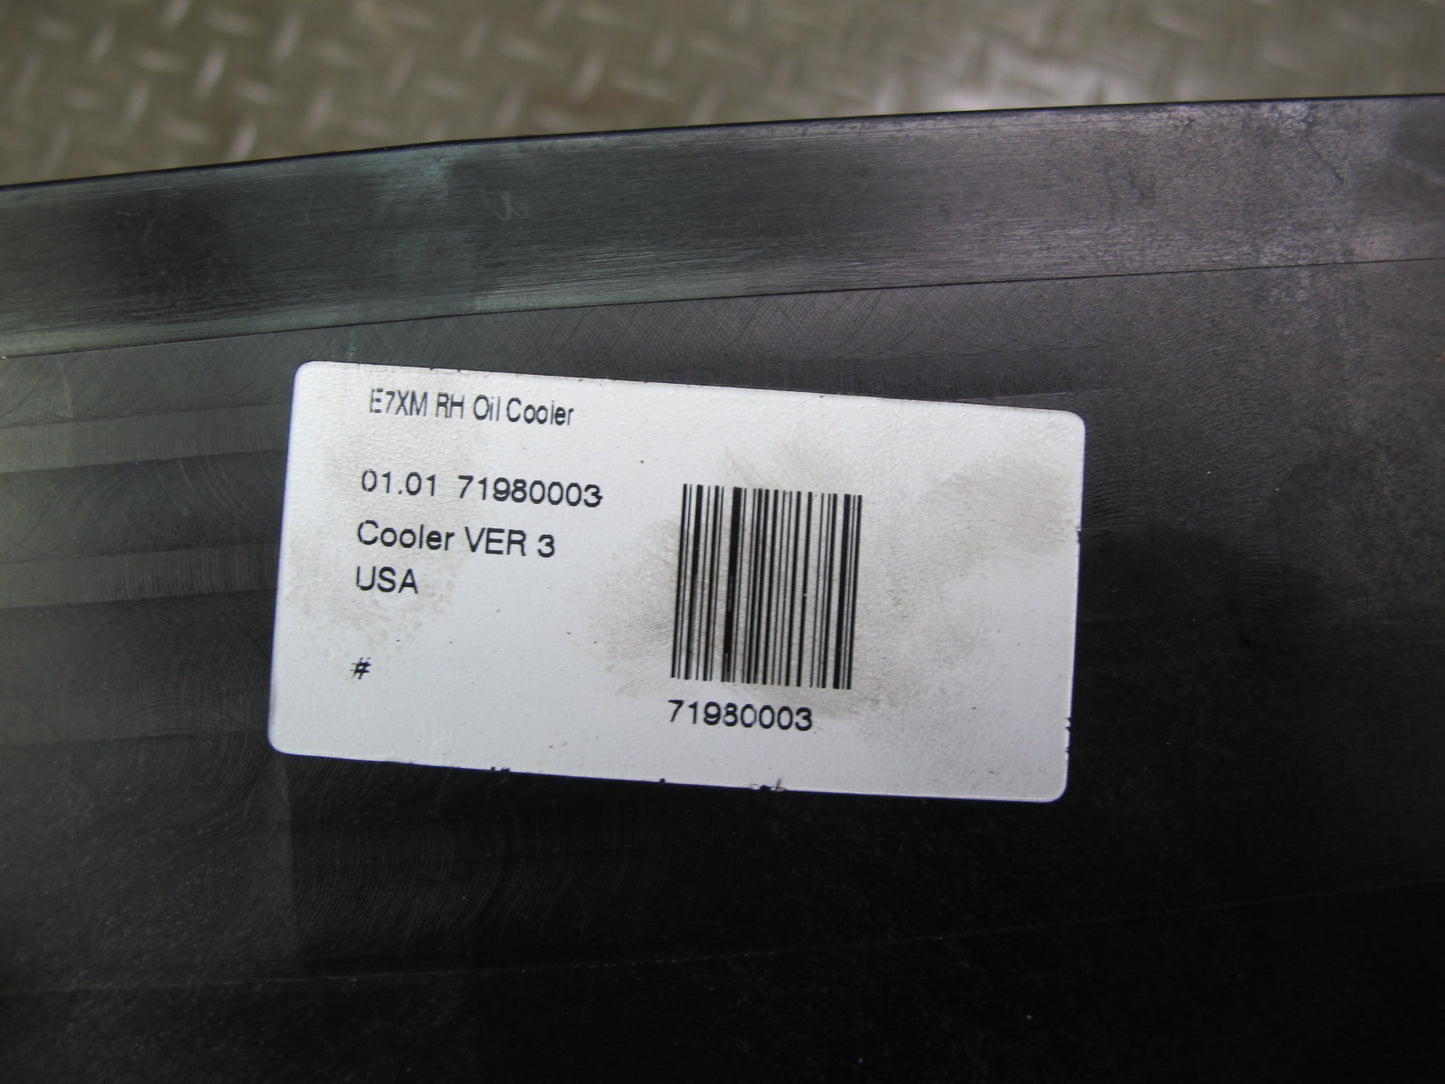 E7XM RH Oil Cooler
01.01 71980003
Cooler VER 3
USA
#
71980003